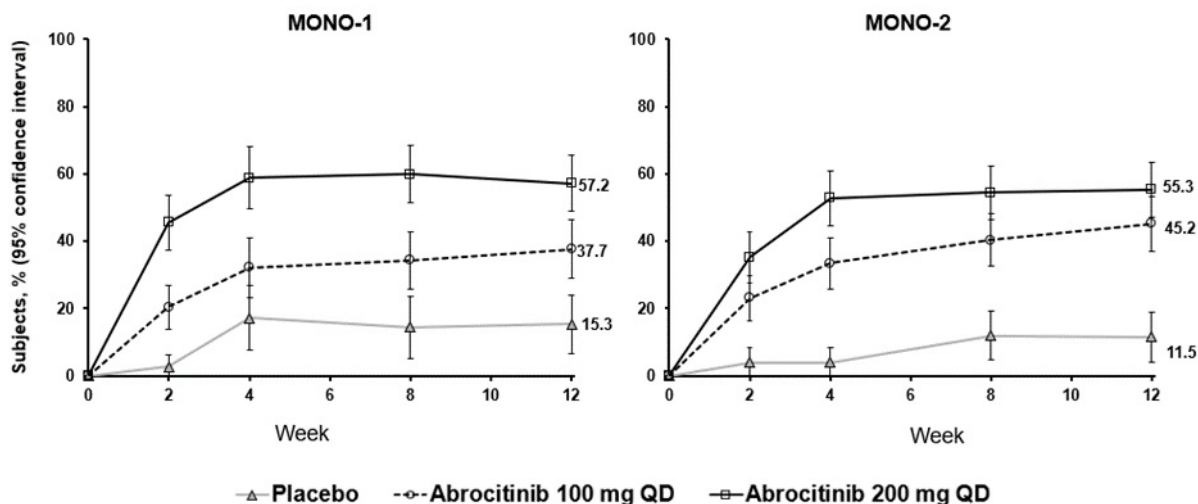 MONO-1
MONO-2
Subjects, % (95% confidence interval)
100
80
60
40
20
0
0 2 4 6 8 10 12
57.2
37.7
15.3
Week
100
80
60
40
20
0
0 2 4 6 8 10 12
55.3
45.2
11.5
Week
Placebo Abrocitinib 100 mg QD Abrocitinib 200 mg QD